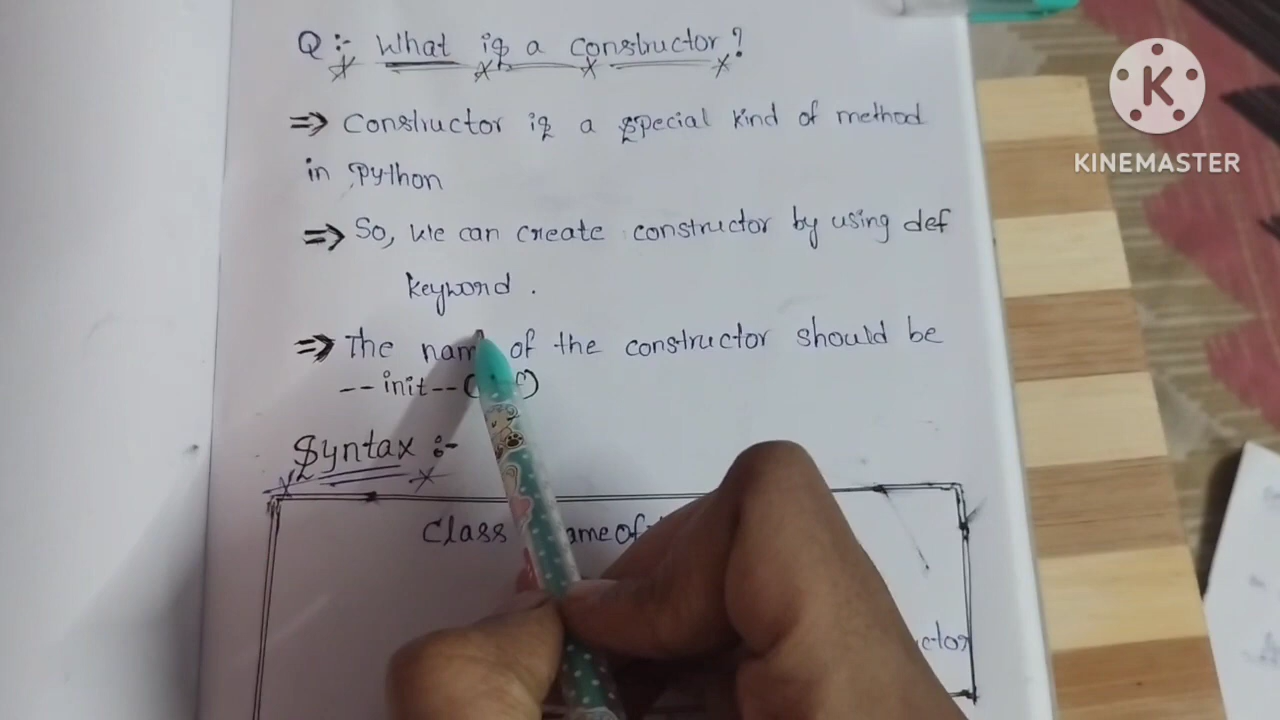 Q :- What is a constructor?
⇒ Constructor is a special kind of method
in Python
⇒ So, we can create constructor by using def
keyword.
⇒ The name of the constructor should be
--init--(
Syntax :-
Class
K
KINEMASTER